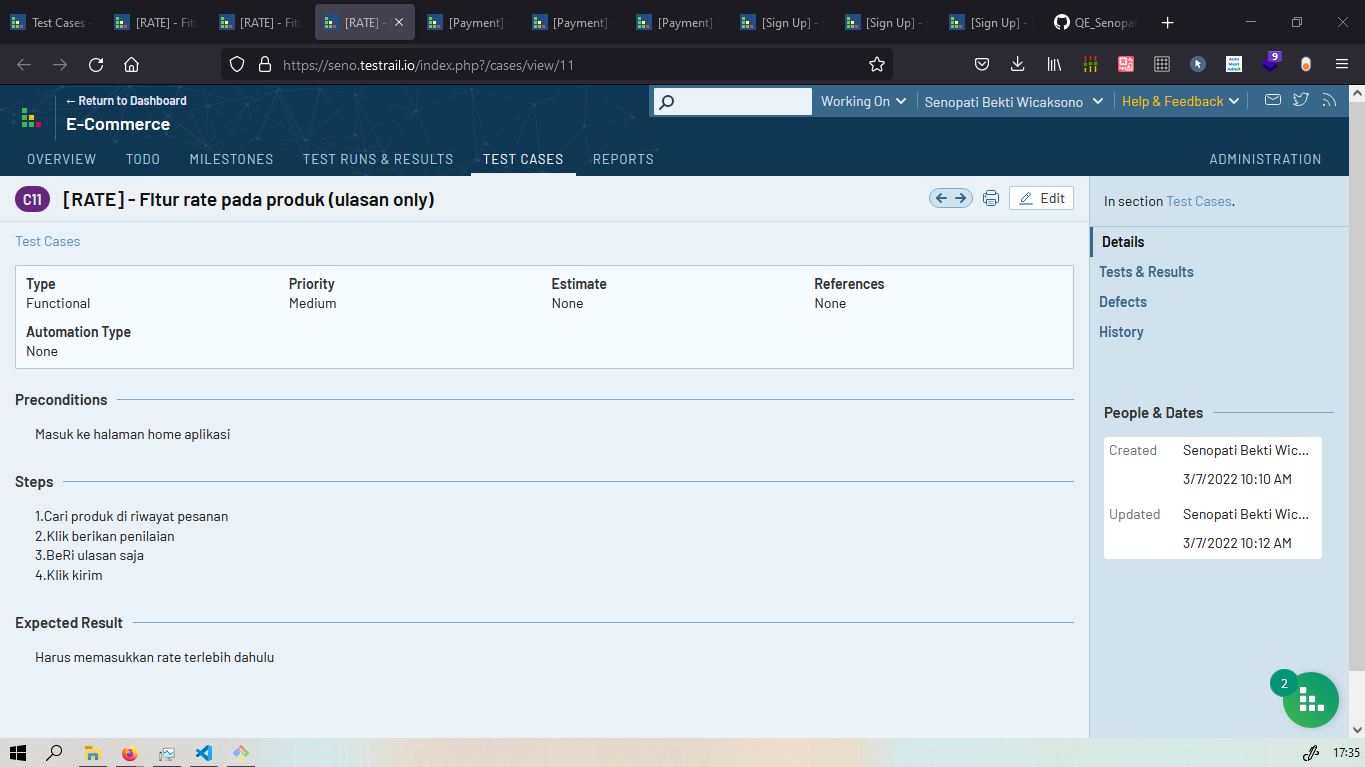 Test Cases -
[RATE] - Fit
[RATE] - Fit
[RATE] -
[Payment]
[Payment]
[Payment]
[Sign Up] -
[Sign Up] -
[Sign Up] -
QE_Senopa
https://seno.testrail.io/index.php?/cases/view/11
9
← Return to Dashboard
E-Commerce
Working On
Senopati Bekti Wicaksono
Help & Feedback
OVERVIEW
TODO
MILESTONES
TEST RUNS & RESULTS
TEST CASES
REPORTS
ADMINISTRATION
C11
[RATE] - FItur rate pada produk (ulasan only)
Edit
In section Test Cases.
Test Cases
Details
Tests & Results
Defects
History
Type
Functional
Priority
Medium
Estimate
None
References
None
Automation Type
None
Preconditions
Masuk ke halaman home aplikasi
Steps
1.Cari produk di riwayat pesanan
2.Klik berikan penilaian
3.BeRi ulasan saja
4.Klik kirim
Expected Result
Harus memasukkan rate terlebih dahulu
People & Dates
Created
Senopati Bekti Wic...
3/7/2022 10:10 AM
Updated
Senopati Bekti Wic...
3/7/2022 10:12 AM
2
17:35